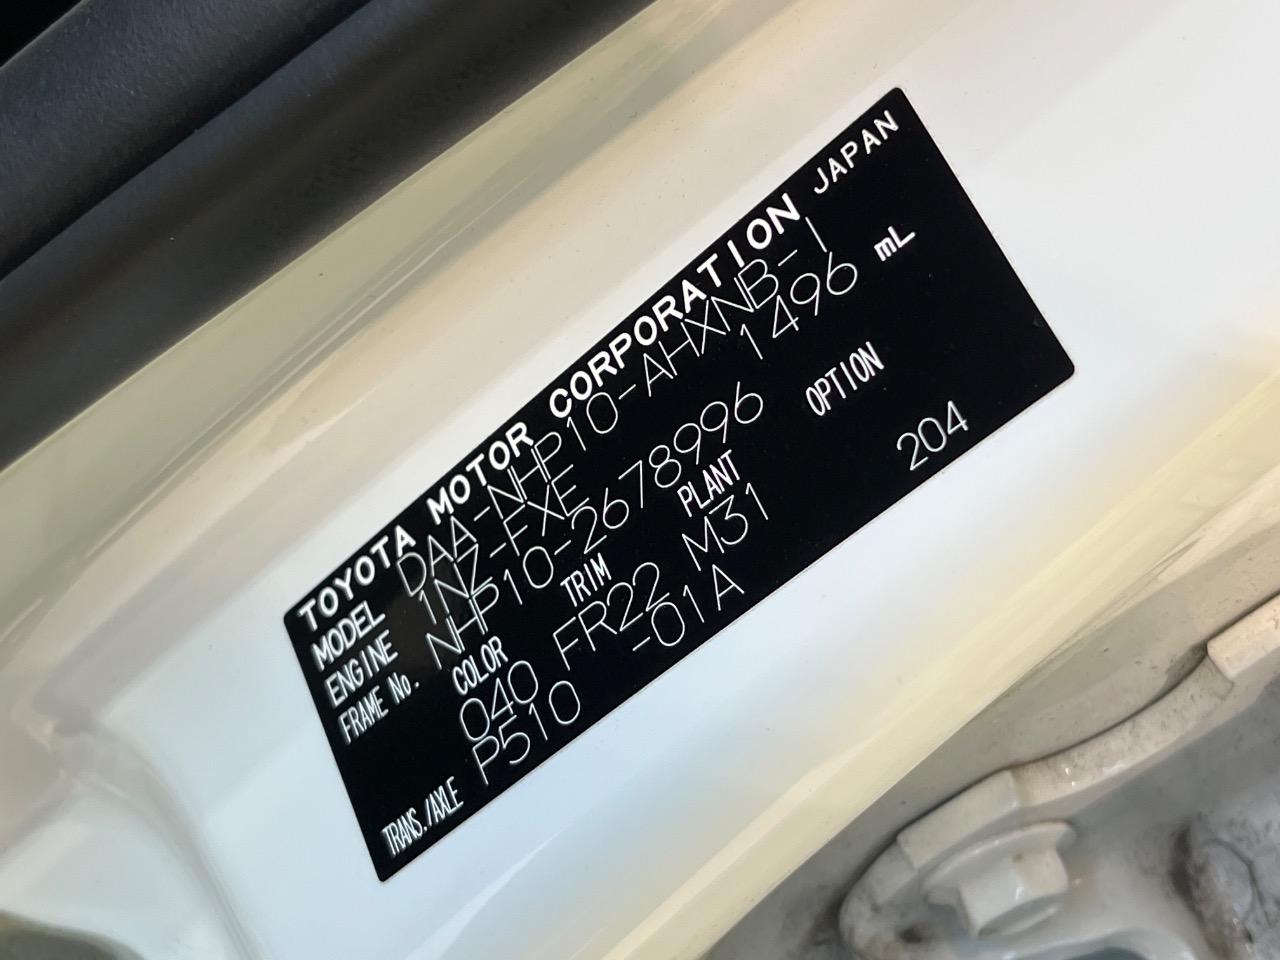 TOYOTA MOTOR CORPORATION JAPAN
MODEL DAA-NHP10-AHXNB-1
ENGINE 1NZ-FXE 1496 mL
FRAME No. NHP10-2678996
COLOR TRIM PLANT OPTION
040 FR22 M31 204
TRANS./AXLE P510 -01A